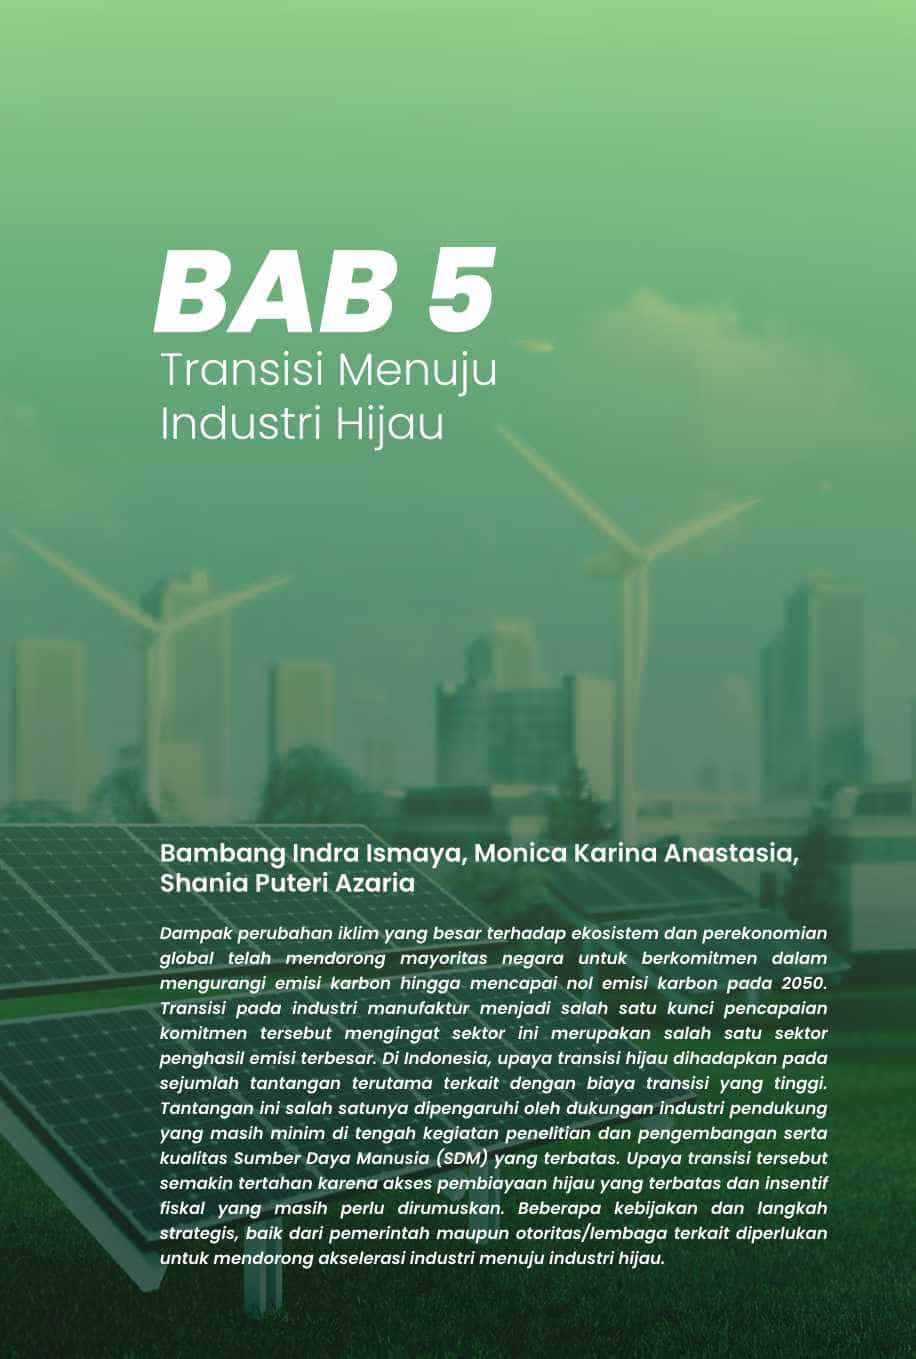 BAB 5
Transisi Menuju
Industri Hijau
Bambang Indra Ismaya, Monica Karina Anastasia,
Shania Puteri Azaria
Dampak perubahan iklim yang besar terhadap ekosistem dan perekonomian
global telah mendorong mayoritas negara untuk berkomitmen dalam
mengurangi emisi karbon hingga mencapai nol emisi karbon pada 2050.
Transisi pada industri manufaktur menjadi salah satu kunci pencapaian
komitmen tersebut mengingat sektor ini merupakan salah satu sektor
penghasil emisi terbesar. Di Indonesia, upaya transisi hijau dihadapkan pada
sejumlah tantangan terutama terkait dengan biaya transisi yang tinggi.
Tantangan ini salah satunya dipengaruhi oleh dukungan industri pendukung
yang masih minim di tengah kegiatan penelitian dan pengembangan serta
kualitas Sumber Daya Manusia (SDM) yang terbatas. Upaya transisi tersebut
semakin tertahan karena akses pembiayaan hijau yang terbatas dan insentif
fiskal yang masih perlu dirumuskan. Beberapa kebijakan dan langkah
strategis, baik dari pemerintah maupun otoritas/lembaga terkait diperlukan
untuk mendorong akselerasi industri menuju industri hijau.